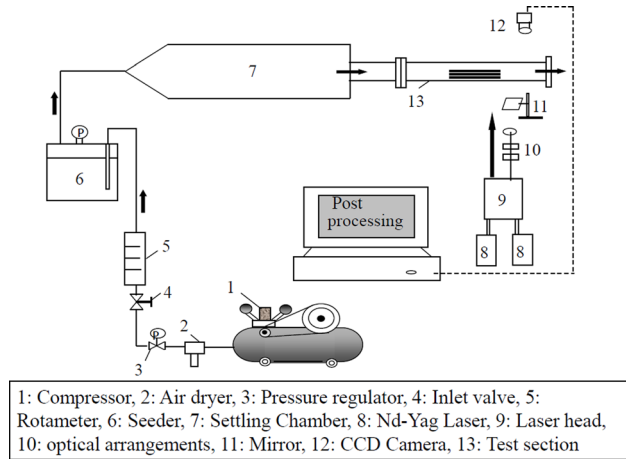 12
7
13
11
P
10
6
9
Post
processing
5
8
8
4
1
P
2
3
1: Compressor, 2: Air dryer, 3: Pressure regulator, 4: Inlet valve, 5:
Rotameter, 6: Seeder, 7: Settling Chamber, 8: Nd-Yag Laser, 9: Laser head,
10: optical arrangements, 11: Mirror, 12: CCD Camera, 13: Test section